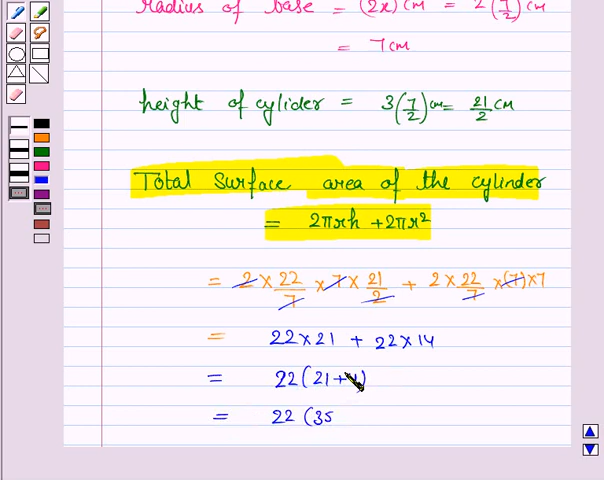 radius of base = (2x) cm = 2(7/2) cm
= 7cm
height of cylider = 3(7/2) cm = 21/2 cm
Total Surface area of the cylinder
= 2πrh + 2πr²
= 2 × 22/7 × 7 × 21/2 + 2 × 22/7 × (7) × 7
= 22 × 21 + 22 × 14
= 22 (21 +
= 22 (35